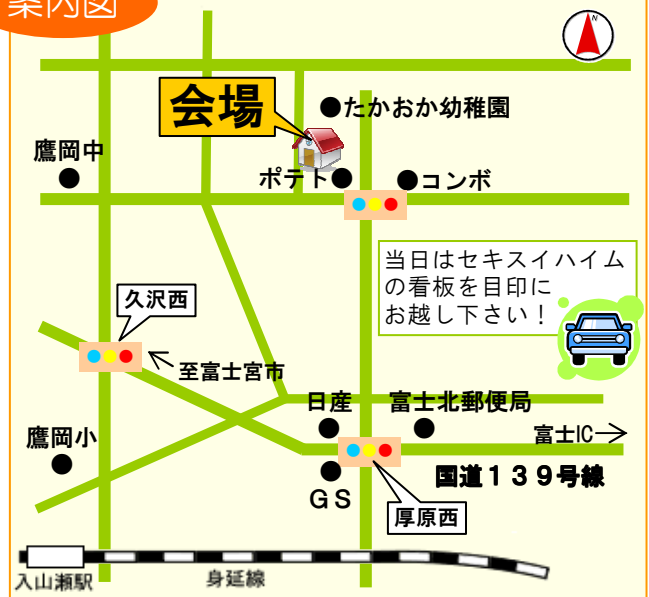 案内図
N
会場
●たかおか幼稚園
鷹岡中
ポテト●
●コンボ
当日はセキスイハイム
の看板を目印に
お越し下さい！
久沢西
至富士宮市
日産
富士北郵便局
鷹岡小
富士IC→
国道１３９号線
ＧＳ
厚原西
入山瀬駅
身延線